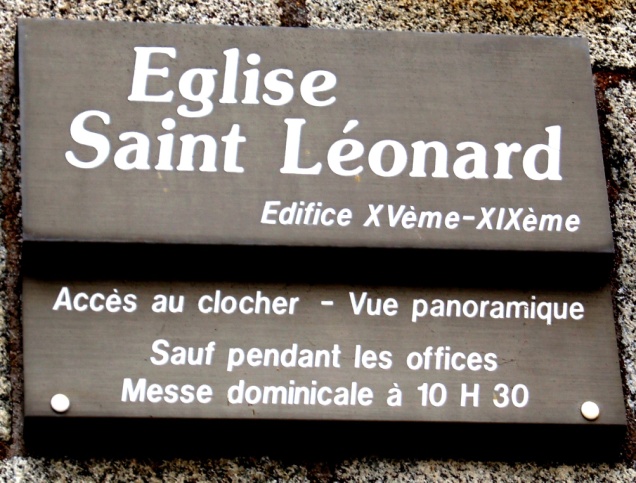 Eglise
Saint Léonard
Edifice XVème-XIXème
Accès au clocher - Vue panoramique
Sauf pendant les offices
Messe dominicale à 10 H 30